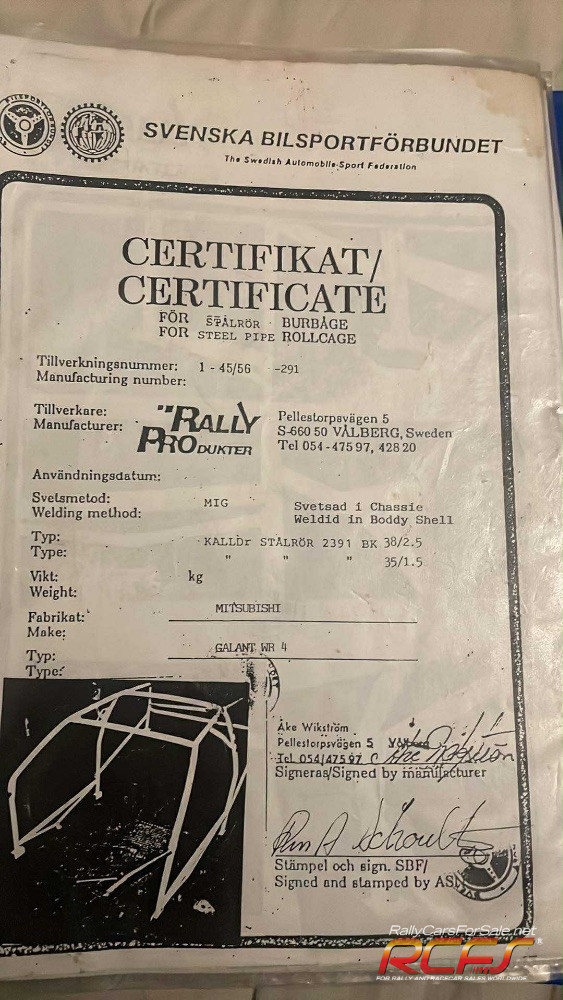 SVENSKA BILSPORTFÖRBUNDET
The Swedish Automobile Sport Federation
CERTIFIKAT/
CERTIFICATE
FÖR STÅLRÖR BURBÅGE
FOR STEEL PIPE ROLLCAGE
Tillverkningsnummer: 1 - 45/56 -291
Manufacturing number:
Tillverkare:
Manufacturer:
"RALLY
PRODUKTER
Pellestorpsvägen 5
S-660 50 VÅLBERG, Sweden
Tel 054 - 475 97, 428 20
Användningsdatum:
Svetsmetod: MIG Svetsad i Chassie
Welding method: Weldid in Boddy Shell
Typ: KALLDr STÅLRÖR 2391 BK 38/2.5
Type: " " " 35/1.5
Vikt: kg
Weight:
Fabrikat: MITSUBISHI
Make:
Typ: GALANT WR 4
Type:
Åke Wikström
Pellestorpsvägen 5
Tel 054/475 97
Signeras/Signed by manufacturer
Stämpel och sign. SBF/
Signed and stamped by ASN
RallyCarsForSale.net
RCFS®
FOR RALLY AND RACECAR SALES WORLDWIDE